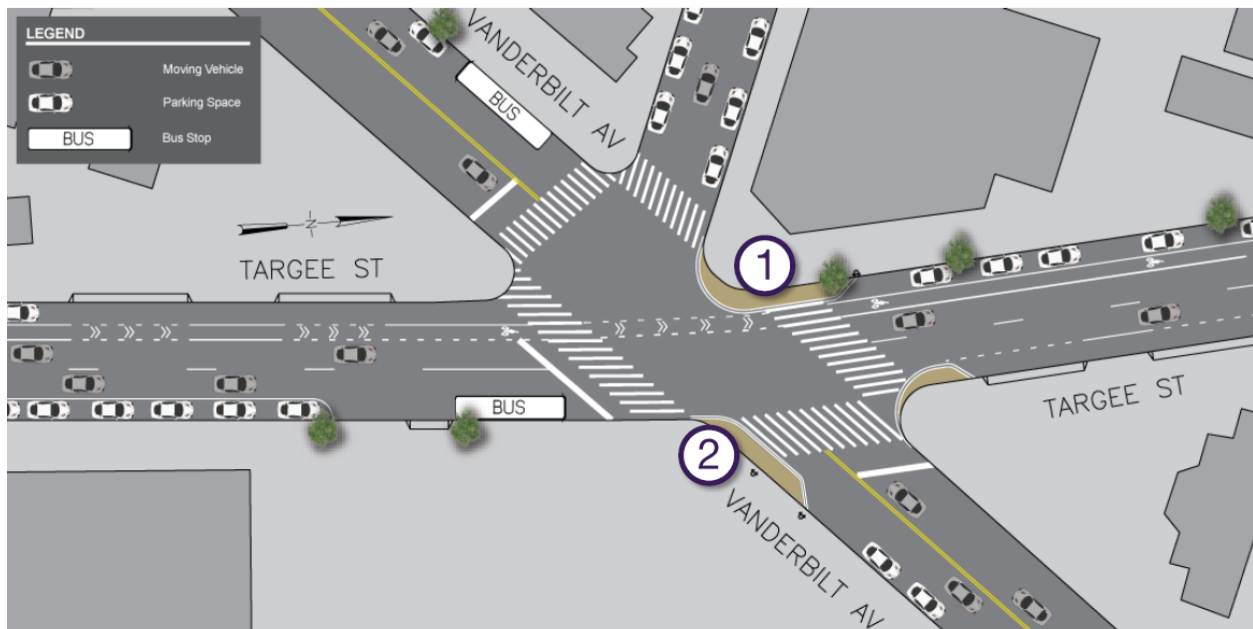 LEGEND
Moving Vehicle
Parking Space
BUS
Bus Stop
VANDERBILT AV
BUS
N
TARGEE ST
1
BUS
2
TARGEE ST
VANDERBILT AV